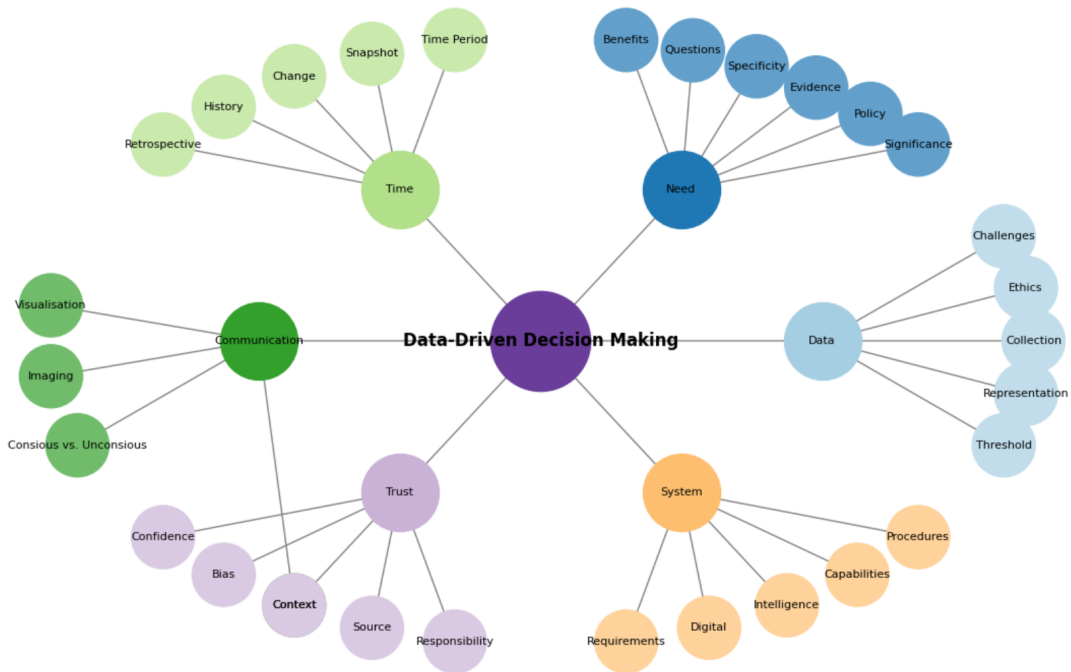 Time Period
Benefits
Snapshot
Questions
Change
Specificity
Evidence
History
Policy
Retrospective
Significance
Time
Need
Challenges
Ethics
Visualisation
Communication
Data-Driven Decision Making
Data
Collection
Imaging
Representation
Consious vs. Unconsious
Threshold
Trust
System
Confidence
Procedures
Bias
Capabilities
Context
Intelligence
Source
Digital
Responsibility
Requirements